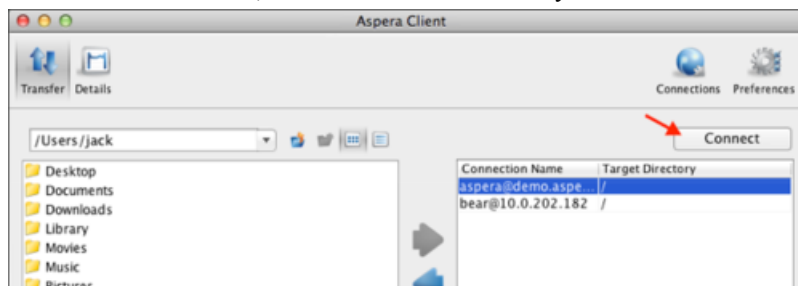 Aspera Client
Transfer Details
Connections Preferences
/Users/jack
Connect
Desktop
Documents
Downloads
Library
Movies
Music
Pictures
Connection Name Target Directory
aspera@demo.aspe... /
bear@10.0.202.182 /